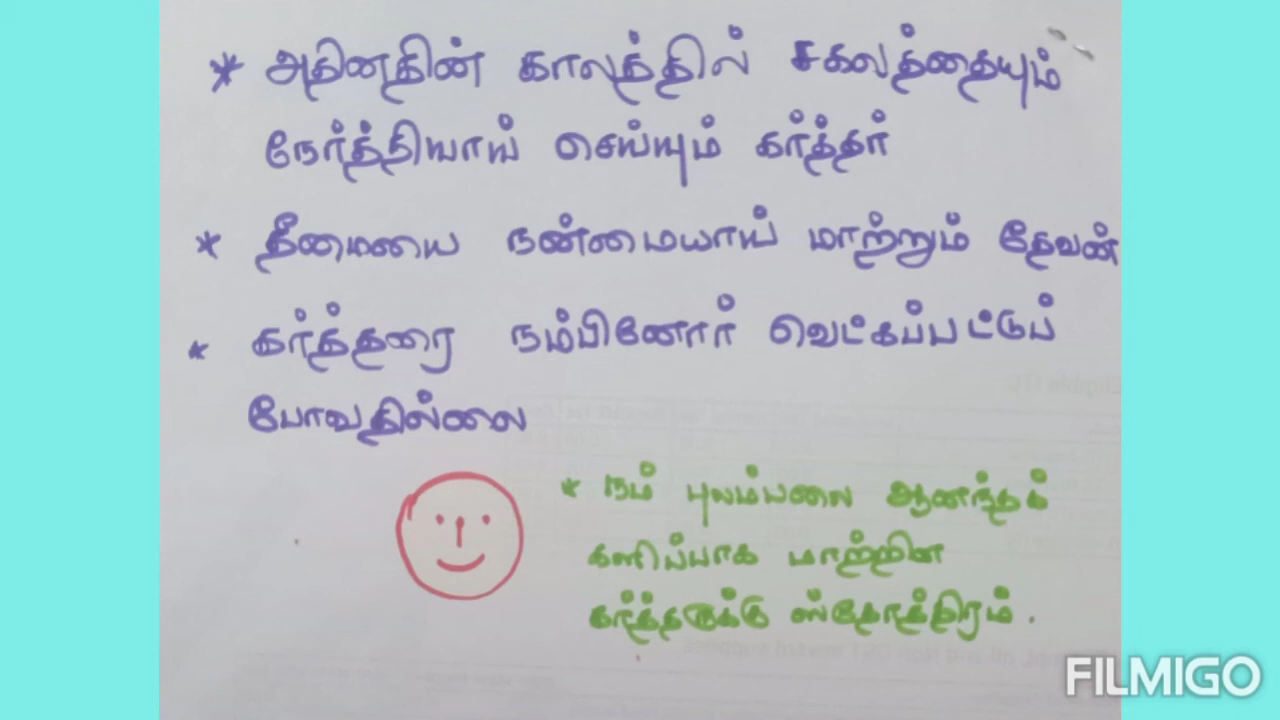 * அதினதின் காலத்தில் சகலத்தையும்
நேர்த்தியாய் செய்யும் கர்த்தர்
* தீமையை நன்மையாய் மாற்றும் தேவன்
* கர்த்தரை நம்பினோர் வெட்கப்பட்டுப்
போவதில்லை
* நம் புலம்பலை ஆனந்தக்
களிப்பாக மாற்றின
கர்த்தருக்கு ஸ்தோத்திரம்.
FILMIGO